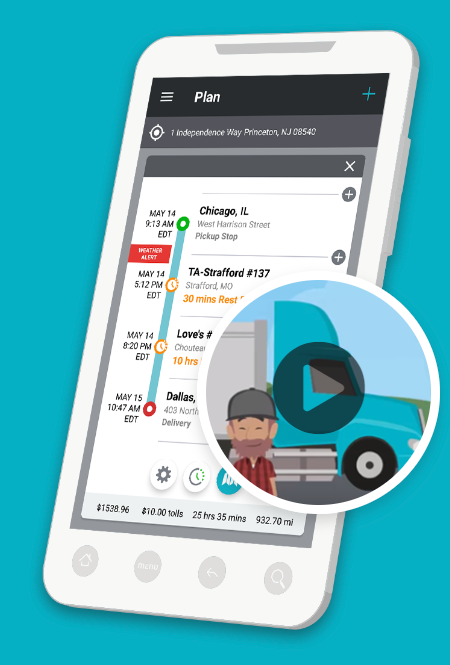 Plan
1 Independence Way Princeton, NJ 08540
MAY 14
9:13 AM
EDT
Chicago, IL
West Harrison Street
Pickup Stop
WEATHER
ALERT
MAY 14
5:12 PM
EDT
TA-Strafford #137
Strafford, MO
30 mins Rest
MAY 14
8:20 PM
EDT
Love's #
Chouteau
10 hrs
MAY 15
10:47 AM
EDT
Dallas,
403 North
Delivery
$1538.96 $10.00 tolls 25 hrs 35 mins 932.70 mi
menu